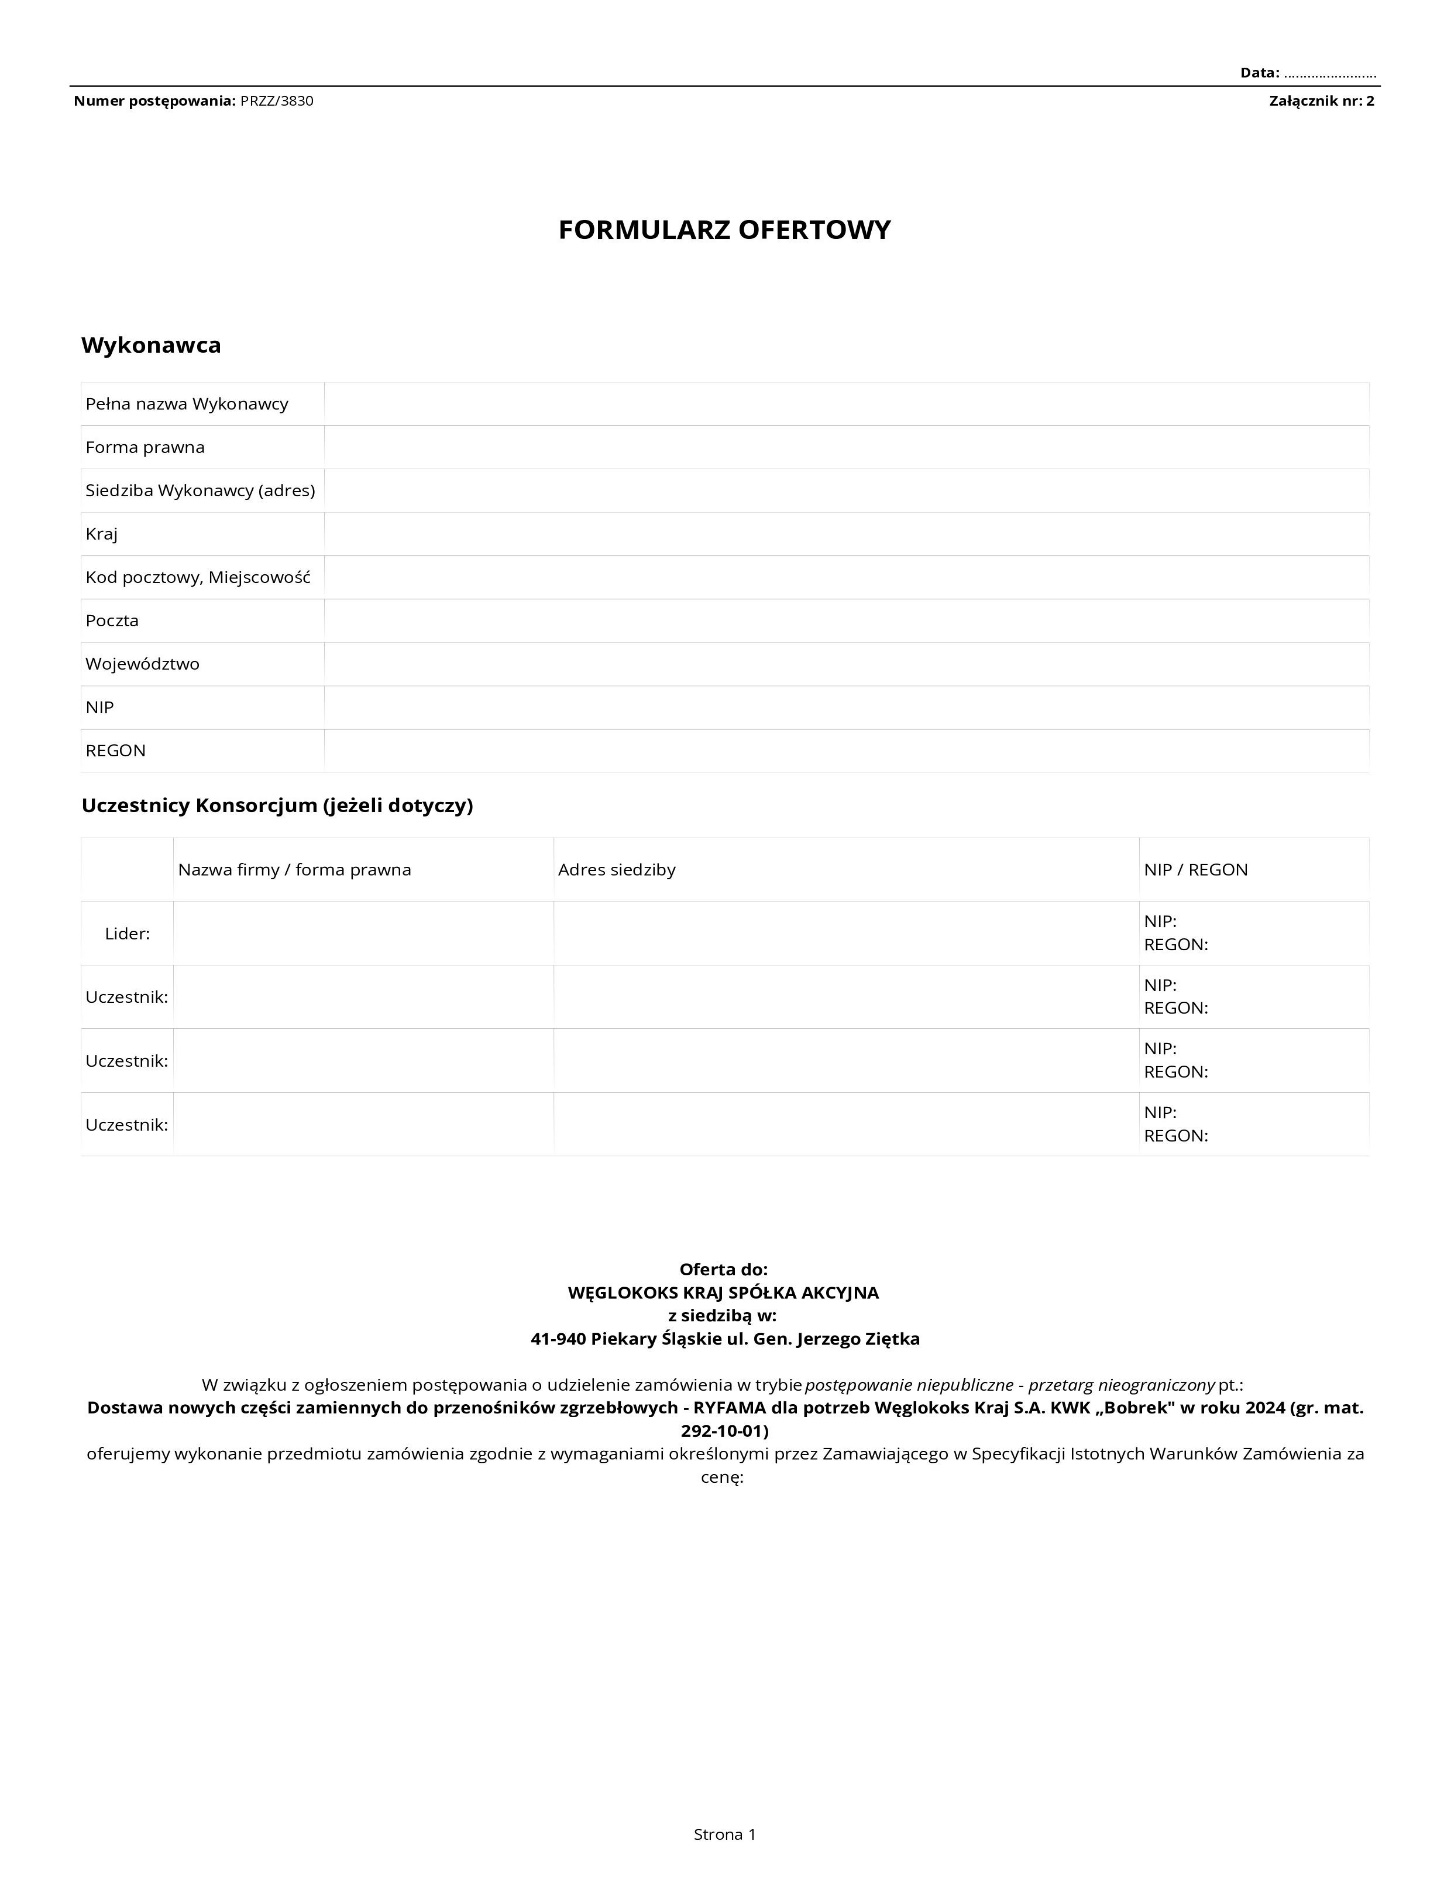 Data: ........................
Numer postępowania: PRZZ/3830 Załącznik nr: 2
FORMULARZ OFERTOWY
Wykonawca
Pełna nazwa Wykonawcy
Forma prawna
Siedziba Wykonawcy (adres)
Kraj
Kod pocztowy, Miejscowość
Poczta
Województwo
NIP
REGON
Uczestnicy Konsorcjum (jeżeli dotyczy)
Nazwa firmy / forma prawna Adres siedziby NIP / REGON
Lider: NIP:
REGON:
Uczestnik: NIP:
REGON:
Uczestnik: NIP:
REGON:
Uczestnik: NIP:
REGON:
Oferta do:
WĘGLOKOKS KRAJ SPÓŁKA AKCYJNA
z siedzibą w:
41-940 Piekary Śląskie ul. Gen. Jerzego Ziętka
W związku z ogłoszeniem postępowania o udzielenie zamówienia w trybie postępowanie niepubliczne - przetarg nieograniczony pt.:
Dostawa nowych części zamiennych do przenośników zgrzebłowych - RYFAMA dla potrzeb Węglokoks Kraj S.A. KWK „Bobrek" w roku 2024 (gr. mat.
292-10-01)
oferujemy wykonanie przedmiotu zamówienia zgodnie z wymaganiami określonymi przez Zamawiającego w Specyfikacji Istotnych Warunków Zamówienia za
cenę:
Strona 1